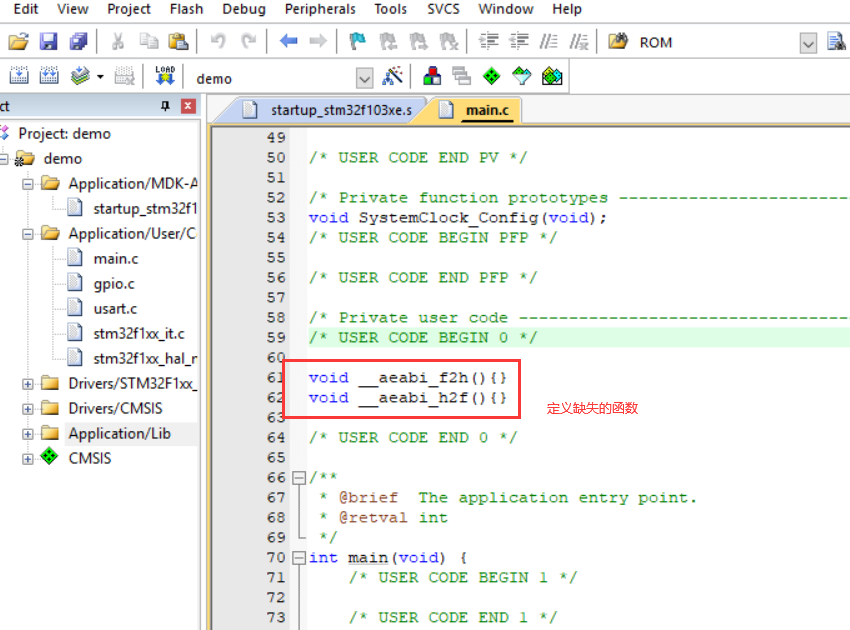 Edit View Project Flash Debug Peripherals Tools SVCS Window Help
ROM
LOAD demo
ct
startup_stm32f103xe.s main.c
Project: demo
demo
Application/MDK-A
startup_stm32f1
Application/User/C
main.c
gpio.c
usart.c
stm32f1xx_it.c
stm32f1xx_hal_m
Drivers/STM32F1xx_
Drivers/CMSIS
Application/Lib
CMSIS
49
50 /* USER CODE END PV */
51
52 /* Private function prototypes -----------------------
53 void SystemClock_Config(void);
54 /* USER CODE BEGIN PFP */
55
56 /* USER CODE END PFP */
57
58 /* Private user code ---------------------------------
59 /* USER CODE BEGIN 0 */
60
61 void __aeabi_f2h(){}
62 void __aeabi_h2f(){}
定义缺失的函数
63
64 /* USER CODE END 0 */
65
66 /**
67 * @brief The application entry point.
68 * @retval int
69 */
70 int main(void) {
71 /* USER CODE BEGIN 1 */
72
73 /* USER CODE END 1 */